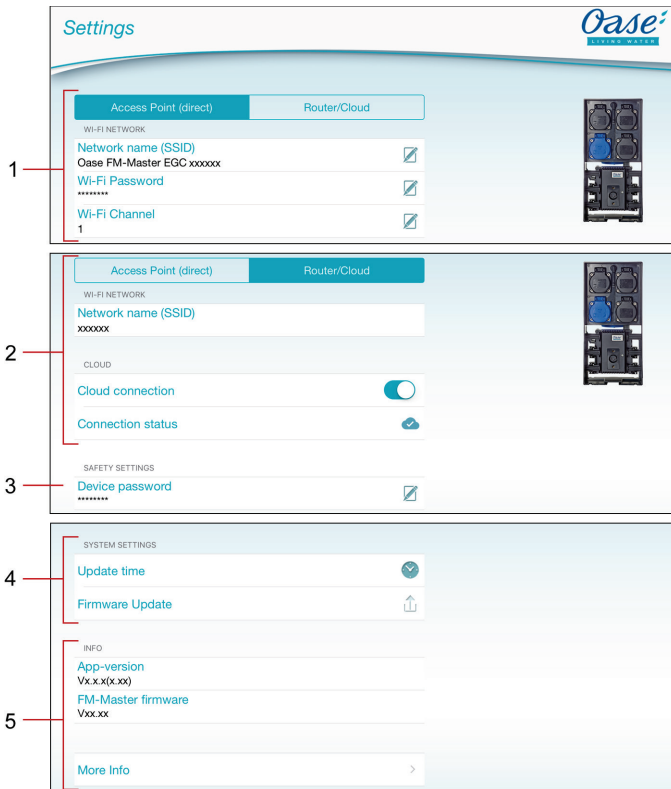 Settings
Oase
LIVING WATER
1
Access Point (direct) Router/Cloud
WI-FI NETWORK
Network name (SSID)
Oase FM-Master EGC xxxxxx
Wi-Fi Password
********
Wi-Fi Channel
1
2
Access Point (direct) Router/Cloud
WI-FI NETWORK
Network name (SSID)
xxxxxx
CLOUD
Cloud connection
Connection status
3
SAFETY SETTINGS
Device password
********
4
SYSTEM SETTINGS
Update time
Firmware Update
5
INFO
App-version
Vx.x.x(x.xx)
FM-Master firmware
Vxx.xx
More Info